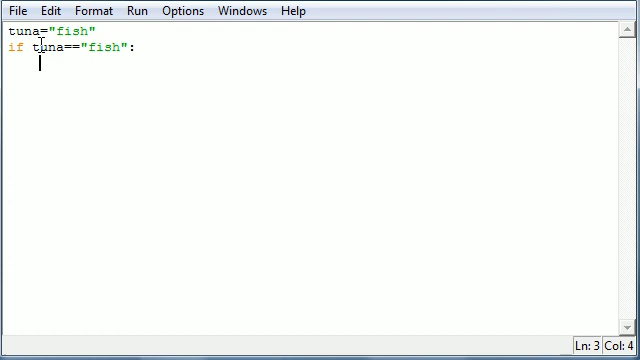 File Edit Format Run Options Windows Help
tuna="fish"
if tuna=="fish":
Ln: 3 Col: 4